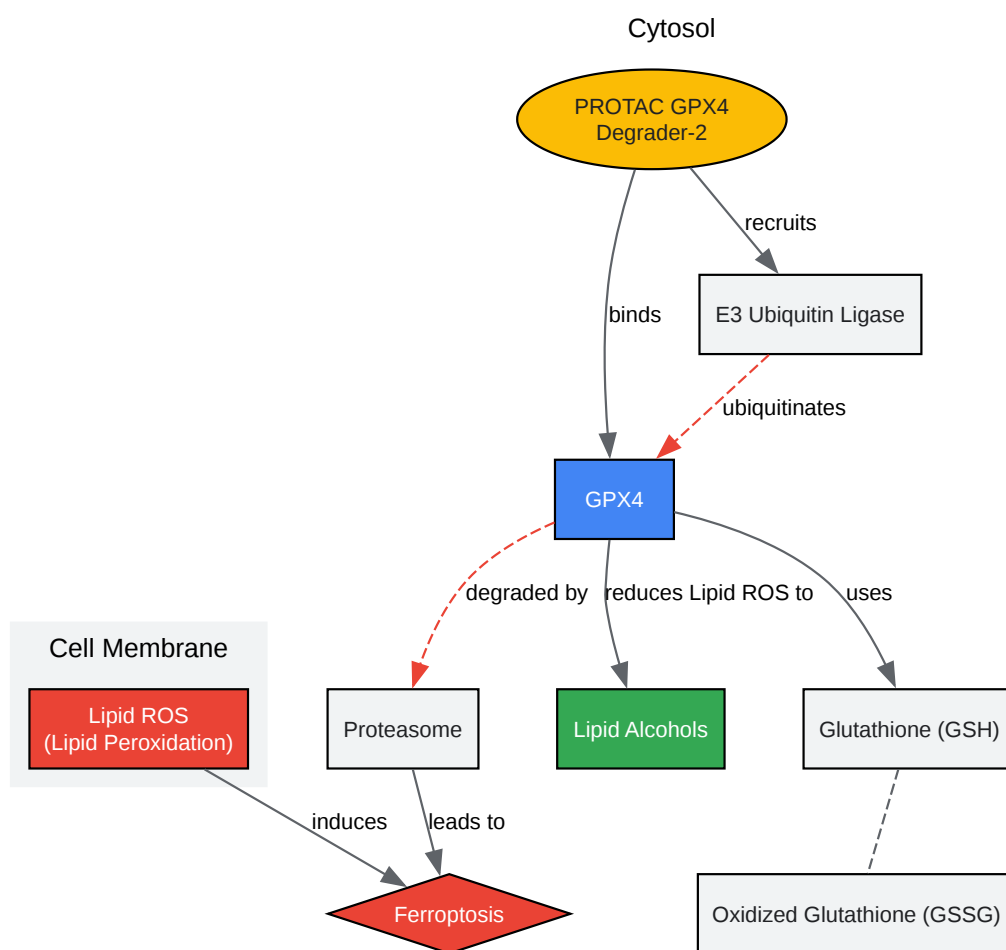 Cytosol
PROTAC GPX4
Degrader-2
recruits
E3 Ubiquitin Ligase
binds
ubiquitinates
GPX4
degraded by
reduces Lipid ROS to
uses
Cell Membrane
Lipid ROS
(Lipid Peroxidation)
Proteasome
Lipid Alcohols
Glutathione (GSH)
induces
leads to
Ferroptosis
Oxidized Glutathione (GSSG)